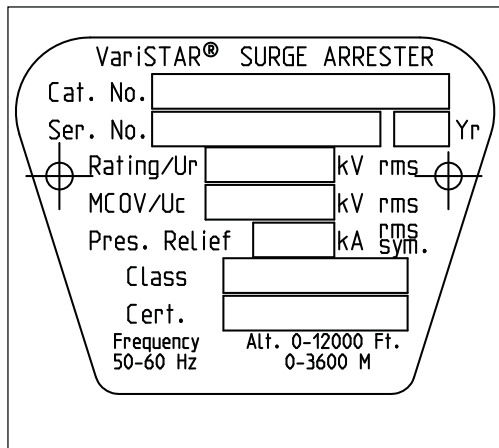 VariSTAR® SURGE ARRESTER
Cat. No.
Ser. No. Yr
Rating/Ur kV rms
MCOV/Uc kV rms
Pres. Relief kA rms sym.
Class
Cert.
Frequency Alt. 0-12000 Ft.
50-60 Hz 0-3600 M